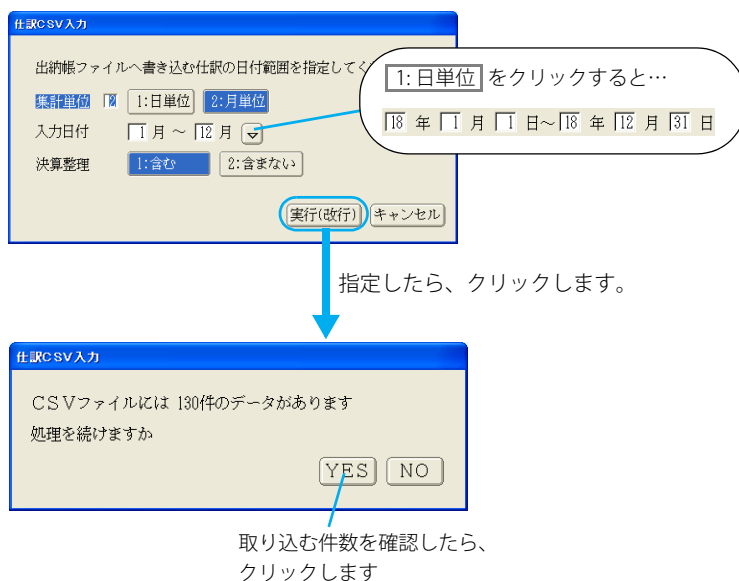 仕訳CSV入力
出納帳ファイルへ書き込む仕訳の日付範囲を指定してく
集計単位 2 1:日単位 2:月単位
入力日付 1 月 ～ 12 月
決算整理 1:含む 2:含まない
実行(改行) キャンセル
1: 日単位 をクリックすると…
18 年 1 月 1 日～ 18 年 12 月 31 日
指定したら、クリックします。
仕訳CSV入力
CSVファイルには 130件のデータがあります
処理を続けますか
YES NO
取り込む件数を確認したら、
クリックします